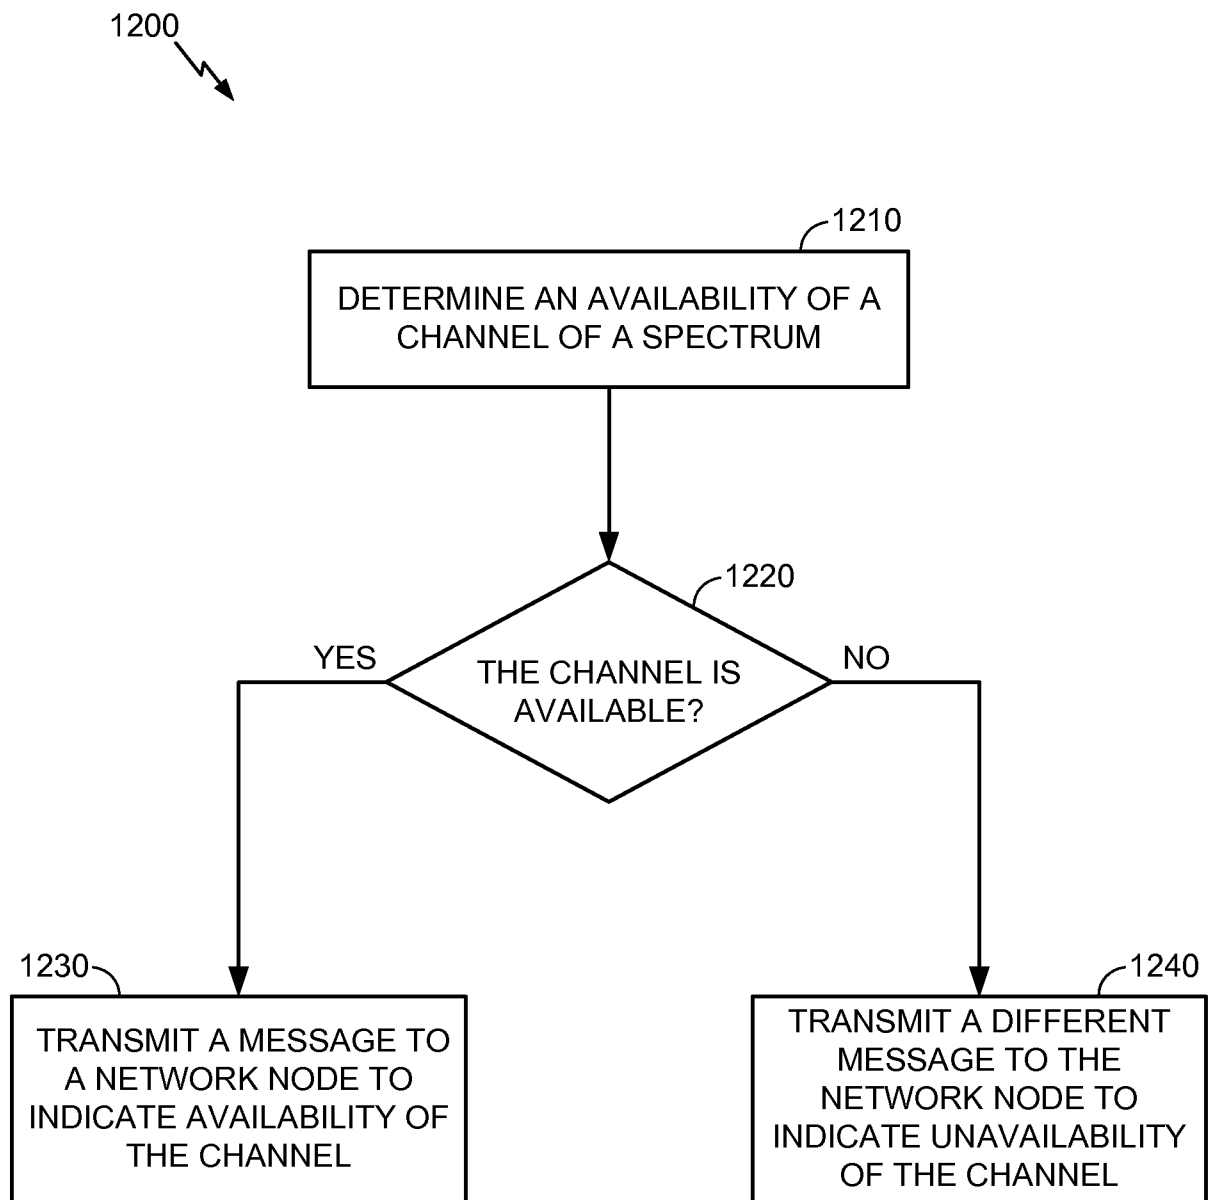 1200
1210
DETERMINE AN AVAILABILITY OF A
CHANNEL OF A SPECTRUM
1220
YES
NO
THE CHANNEL IS
AVAILABLE?
1230
1240
TRANSMIT A MESSAGE TO
A NETWORK NODE TO
INDICATE AVAILABILITY OF
THE CHANNEL
TRANSMIT A DIFFERENT
MESSAGE TO THE
NETWORK NODE TO
INDICATE UNAVAILABILITY
OF THE CHANNEL